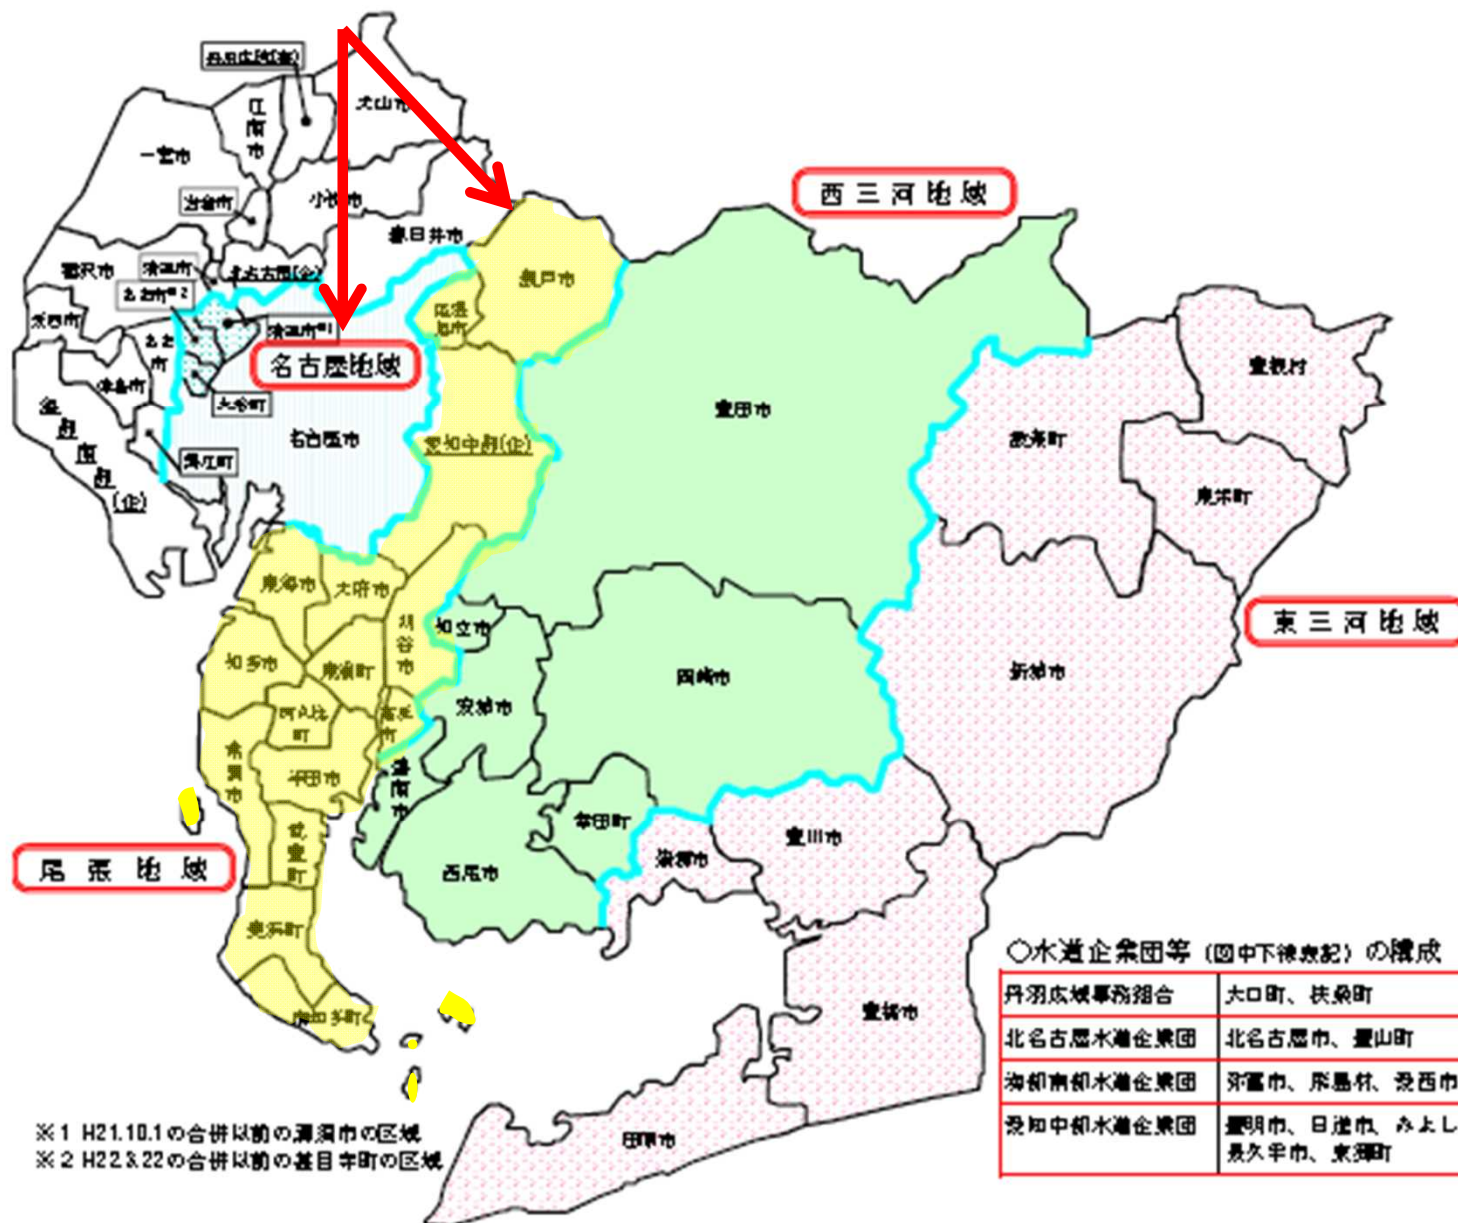 丹羽広域(事)
犬山市
江南市
一宮市
岩倉市
小牧市
西三河地域
春日井市
稲沢市
清須市
北名古屋(企)
あま市※2
瀬戸市
尾張旭市
清須市※1
あま市
名古屋地域
津島市
大治町
豊田市
豊根村
設楽町
海部南部(企)
名古屋市
愛知中部(企)
蟹江町
東栄町
東海市
大府市
刈谷市
知立市
東三河地域
知多市
東浦町
岡崎市
新城市
阿久比町
高浜市
安城市
常滑市
半田市
碧南市
武豊町
幸田町
豊川市
蒲郡市
尾張地域
西尾市
美浜町
○水道企業団等(図中下線表記)の構成
丹羽広域事務組合 大口町、扶桑町
南知多町
豊橋市
北名古屋水道企業団 北名古屋市、豊山町
海部南部水道企業団 弥富市、飛島村、愛西市
愛知中部水道企業団 豊明市、日進市、みよし
長久手市、東郷町
田原市
※1 H21.10.1の合併以前の清須市の区域
※2 H22.3.22の合併以前の甚目寺町の区域